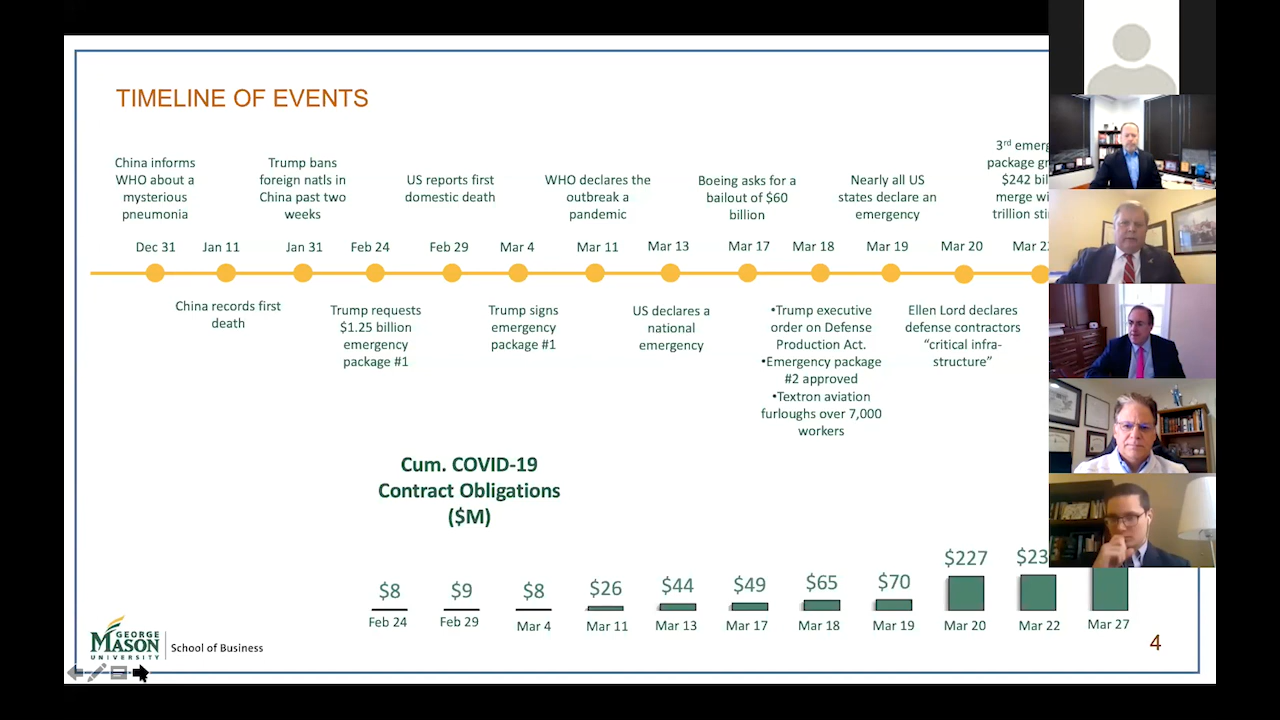 TIMELINE OF EVENTS
China informs
WHO about a
mysterious
pneumonia
Trump bans
foreign natls in
China past two
weeks
US reports first
domestic death
WHO declares the
outbreak a
pandemic
Boeing asks for a
bailout of $60
billion
Nearly all US
states declare an
emergency
3rd emerg
package gr
$242 bil
merge wi
trillion sti
Dec 31 Jan 11 Jan 31 Feb 24 Feb 29 Mar 4 Mar 11 Mar 13 Mar 17 Mar 18 Mar 19 Mar 20 Mar 2
China records first
death
Trump requests
$1.25 billion
emergency
package #1
Trump signs
emergency
package #1
US declares a
national
emergency
•Trump executive
order on Defense
Production Act.
•Emergency package
#2 approved
•Textron aviation
furloughs over 7,000
workers
Ellen Lord declares
defense contractors
“critical infra-
structure”
Cum. COVID-19
Contract Obligations
($M)
$8 $9 $8 $26 $44 $49 $65 $70 $227 $23
Feb 24 Feb 29 Mar 4 Mar 11 Mar 13 Mar 17 Mar 18 Mar 19 Mar 20 Mar 22 Mar 27
GEORGE
MASON
UNIVERSITY
School of Business
4